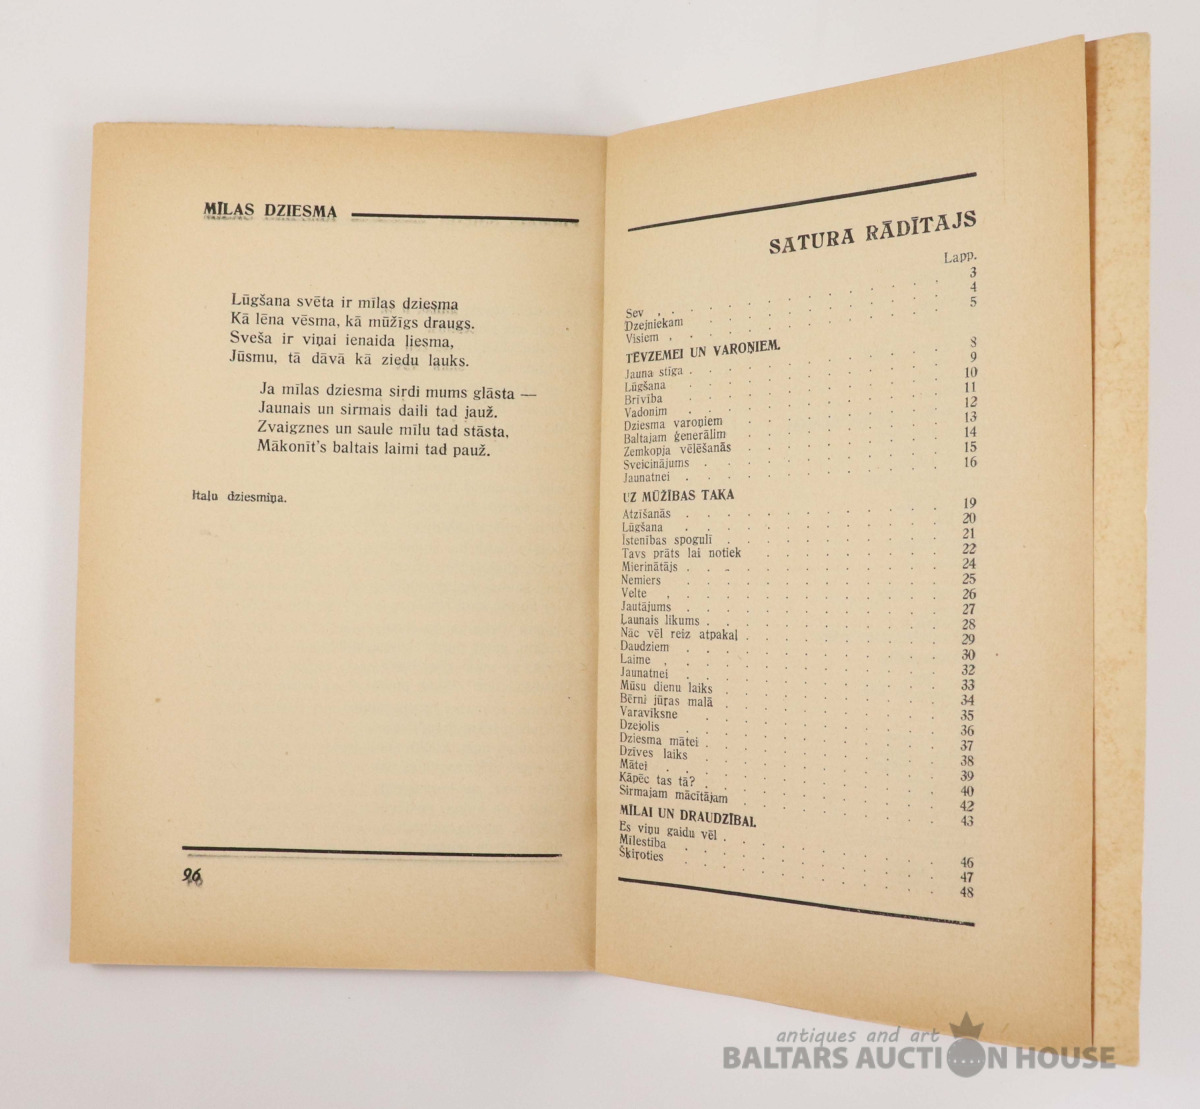 MĪLAS DZIESMA
Lūgšana svēta ir mīlas dziesma
Kā lēna vēsma, kā mūžīgs draugs.
Sveša ir viņai ienaida liesma,
Jūsmu, tā dāvā kā ziedu lauks.
Ja mīlas dziesma sirdi mums glāsta —
Jaunais un sirmais daili tad jauž.
Zvaigznes un saule mīlu tad stāsta,
Mākonīt's baltais laimi tad pauž.
Itaļu dziesmiņa.
96
SATURA RĀDĪTAJS
Lapp.
Sev . . . 3
Dzejniekam . . . 4
Visiem . . . 5
TĒVZEMEI UN VAROŅIEM.
Jauna stīga . . . 8
Lūgšana . . . 9
Brīvība . . . 10
Vadonim . . . 11
Dziesma varoņiem . . . 12
Baltajam ģenerālim . . . 13
Zemkopja vēlēšanās . . . 14
Sveicinājums . . . 15
Jaunatnei . . . 16
UZ MŪŽĪBAS TAKA
Atzīšanās . . . 19
Lūgšana . . . 20
Īstenības spogulī . . . 21
Tavs prāts lai notiek . . . 22
Mierinātājs . . . 24
Nemiers . . . 25
Velte . . . 26
Jautājums . . . 27
Ļaunais likums . . . 28
Nāc vēl reiz atpakaļ . . . 29
Daudziem . . . 30
Laime . . . 32
Jaunatnei . . . 33
Mūsu dienu laiks . . . 34
Bērni jūŗas malā . . . 35
Varavīksne . . . 36
Dzejolis . . . 37
Dziesma mātei . . . 38
Dzīves laiks . . . 39
Mātei . . . 40
Kāpēc tas tā? . . . 42
Sirmajam mācītājam . . . 43
MĪLAI UN DRAUDZĪBAI.
Es viņu gaidu vēl . . . 46
Mīlestība . . . 47
Šķiŗoties . . . 48
antiques and art
BALTARS AUCTION HOUSE